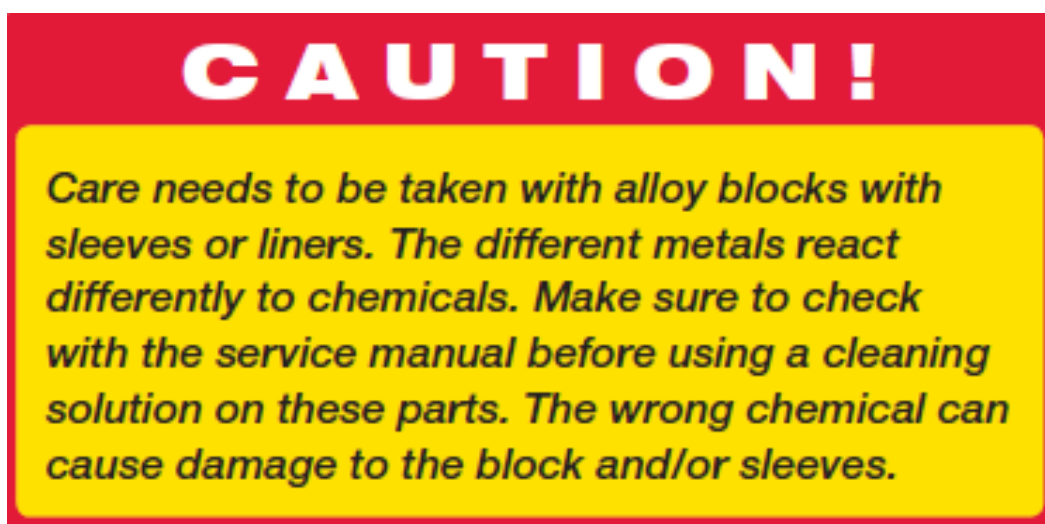 CAUTION!
Care needs to be taken with alloy blocks with
sleeves or liners. The different metals react
differently to chemicals. Make sure to check
with the service manual before using a cleaning
solution on these parts. The wrong chemical can
cause damage to the block and/or sleeves.